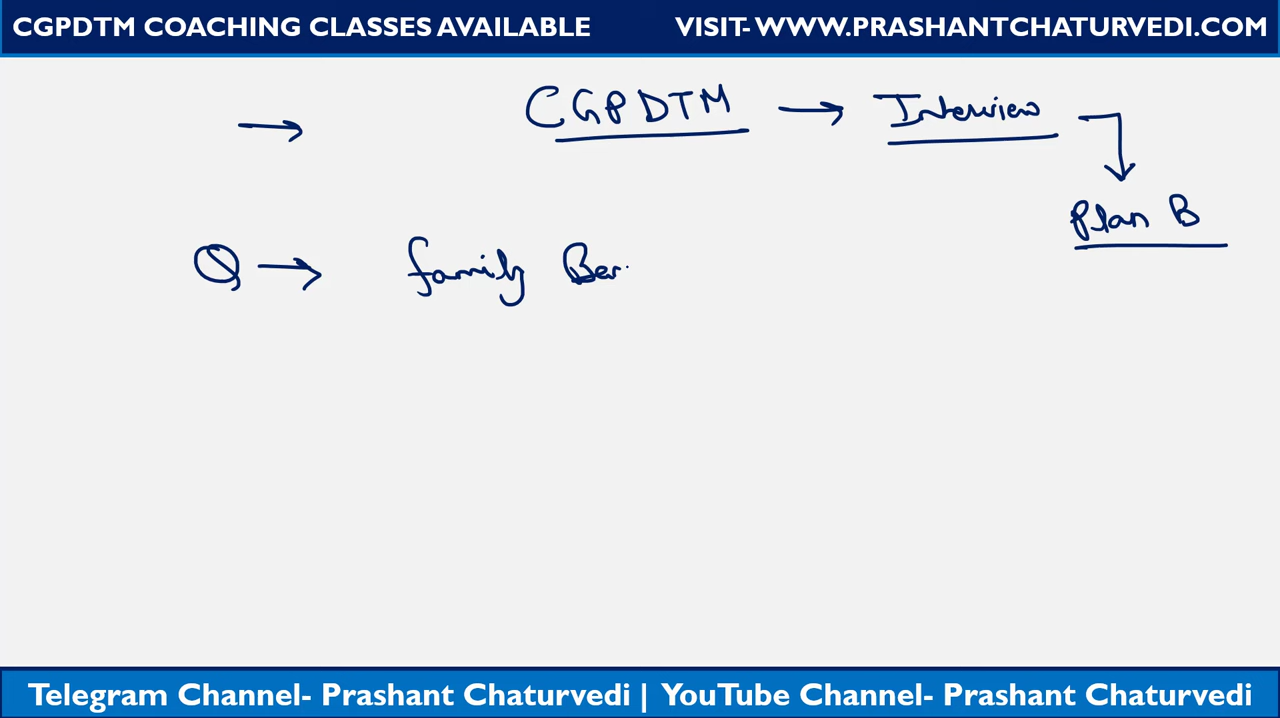 CGPDTM COACHING CLASSES AVAILABLE VISIT- WWW.PRASHANTCHATURVEDI.COM
→ CGPDTM → Interview
Plan B
Q → family
Telegram Channel- Prashant Chaturvedi | YouTube Channel- Prashant Chaturvedi